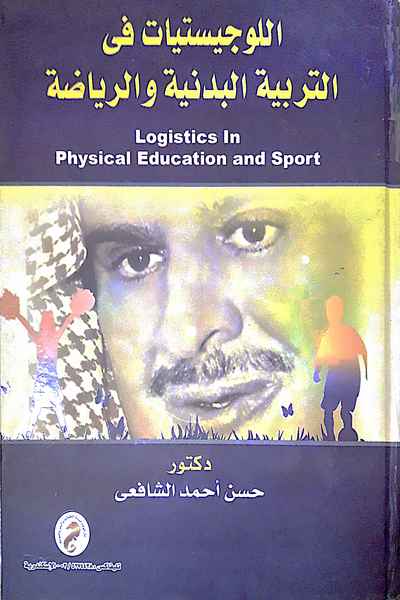 اللوجيستيات فى
التربية البدنية والرياضة
Logistics In
Physical Education and Sport
دكتور
حسن أحمد الشافعى